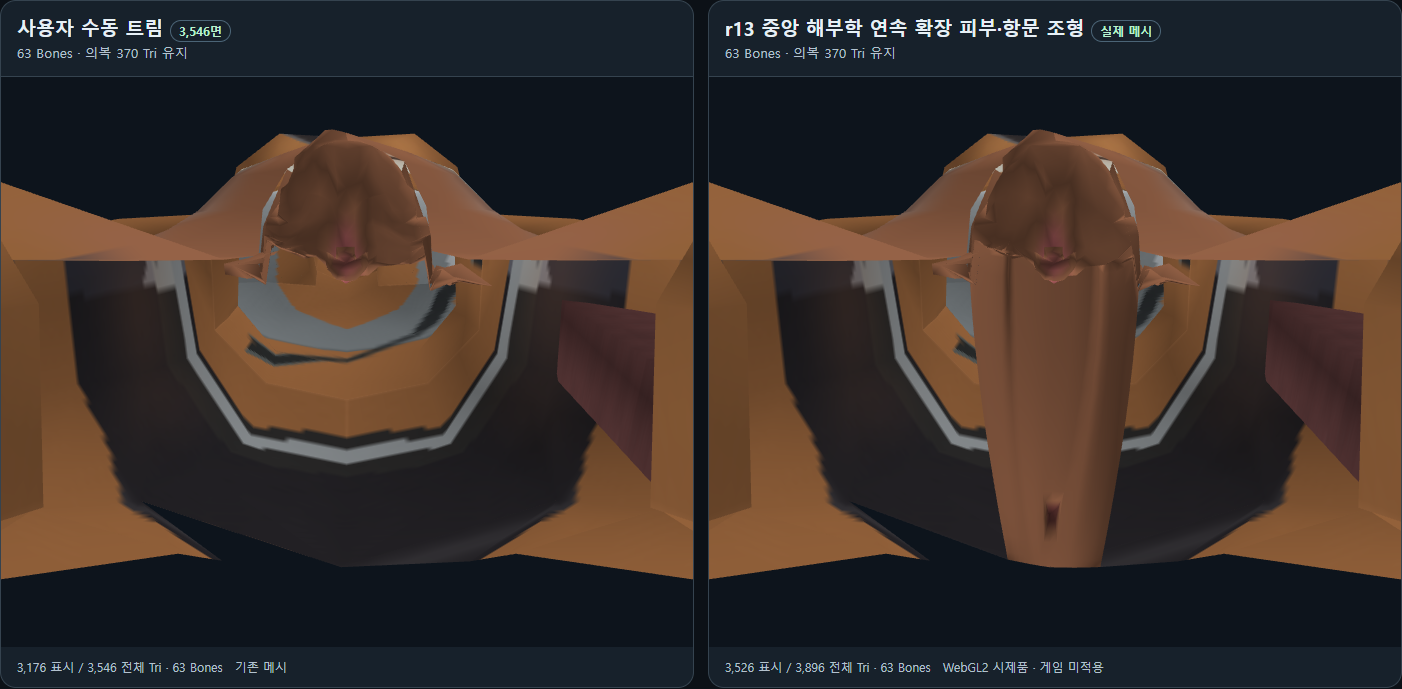 사용자 수동 트림 3,546면
63 Bones · 의복 370 Tri 유지
3,176 표시 / 3,546 전체 Tri · 63 Bones 기존 메시
r13 중앙 해부학 연속 확장 피부·항문 조형 실제 메시
63 Bones · 의복 370 Tri 유지
3,526 표시 / 3,896 전체 Tri · 63 Bones WebGL2 시제품 · 게임 미적용